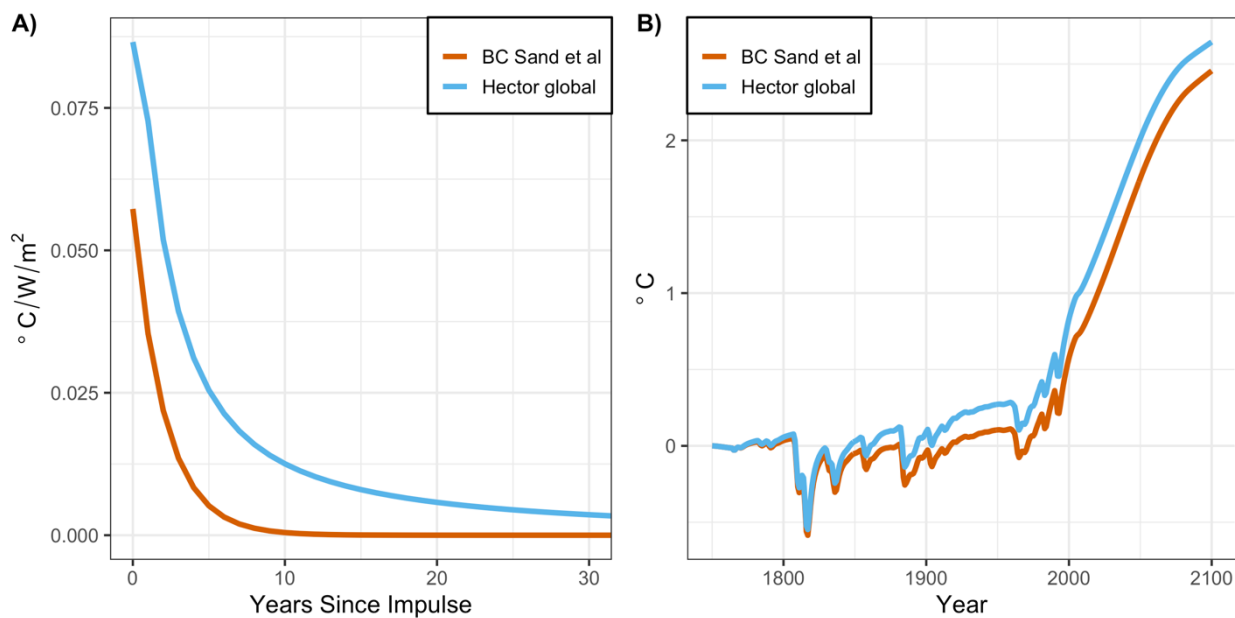 A)
BC Sand et al
Hector global
0.075
0.050
0.025
0.000
°C/W/m²
0
10
20
30
Years Since Impulse
B)
BC Sand et al
Hector global
2
1
0
°C
1800
1900
2000
2100
Year